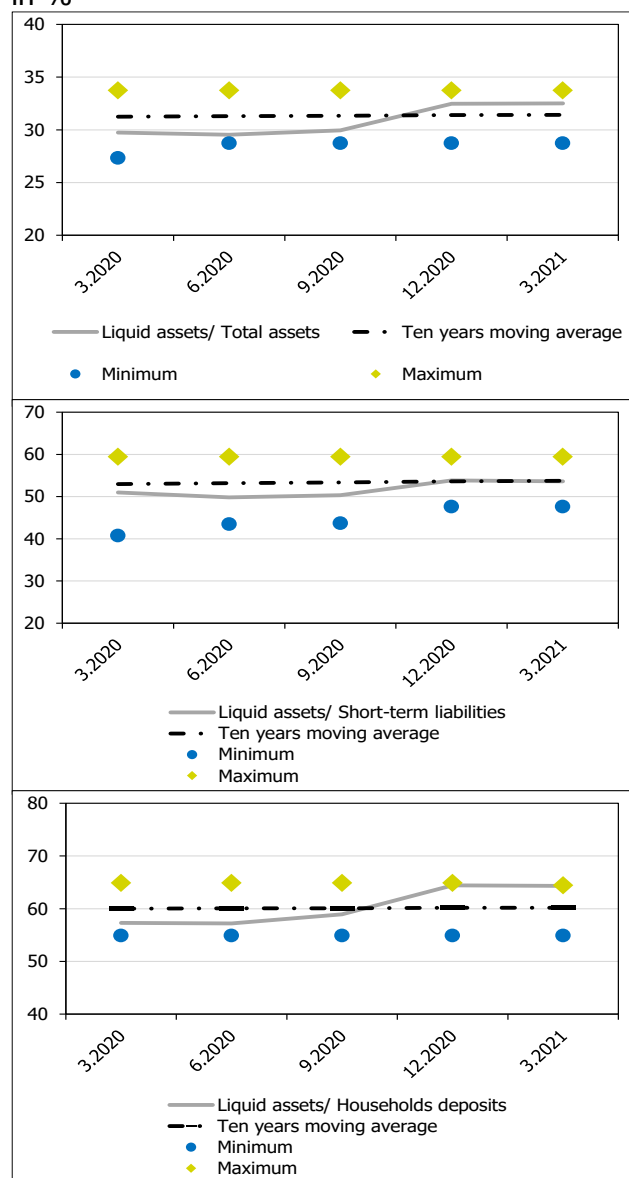 in %
40
35
30
25
20
3.2020 6.2020 9.2020 12.2020 3.2021
Liquid assets/ Total assets Ten years moving average
Minimum Maximum
70
60
50
40
30
20
3.2020 6.2020 9.2020 12.2020 3.2021
Liquid assets/ Short-term liabilities
Ten years moving average
Minimum
Maximum
80
70
60
50
40
3.2020 6.2020 9.2020 12.2020 3.2021
Liquid assets/ Households deposits
Ten years moving average
Minimum
Maximum